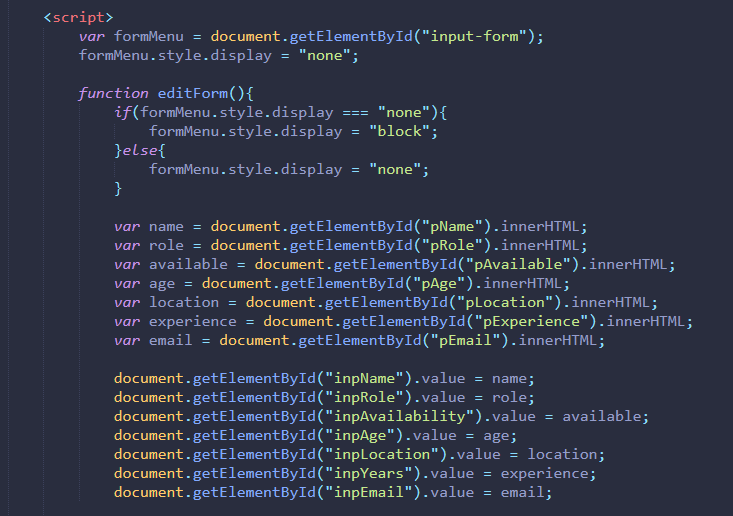 <script>
var formMenu = document.getElementById("input-form");
formMenu.style.display = "none";
function editForm(){
if(formMenu.style.display === "none"){
formMenu.style.display = "block";
}else{
formMenu.style.display = "none";
}
var name = document.getElementById("pName").innerHTML;
var role = document.getElementById("pRole").innerHTML;
var available = document.getElementById("pAvailable").innerHTML;
var age = document.getElementById("pAge").innerHTML;
var location = document.getElementById("pLocation").innerHTML;
var experience = document.getElementById("pExperience").innerHTML;
var email = document.getElementById("pEmail").innerHTML;
document.getElementById("inpName").value = name;
document.getElementById("inpRole").value = role;
document.getElementById("inpAvailability").value = available;
document.getElementById("inpAge").value = age;
document.getElementById("inpLocation").value = location;
document.getElementById("inpYears").value = experience;
document.getElementById("inpEmail").value = email;